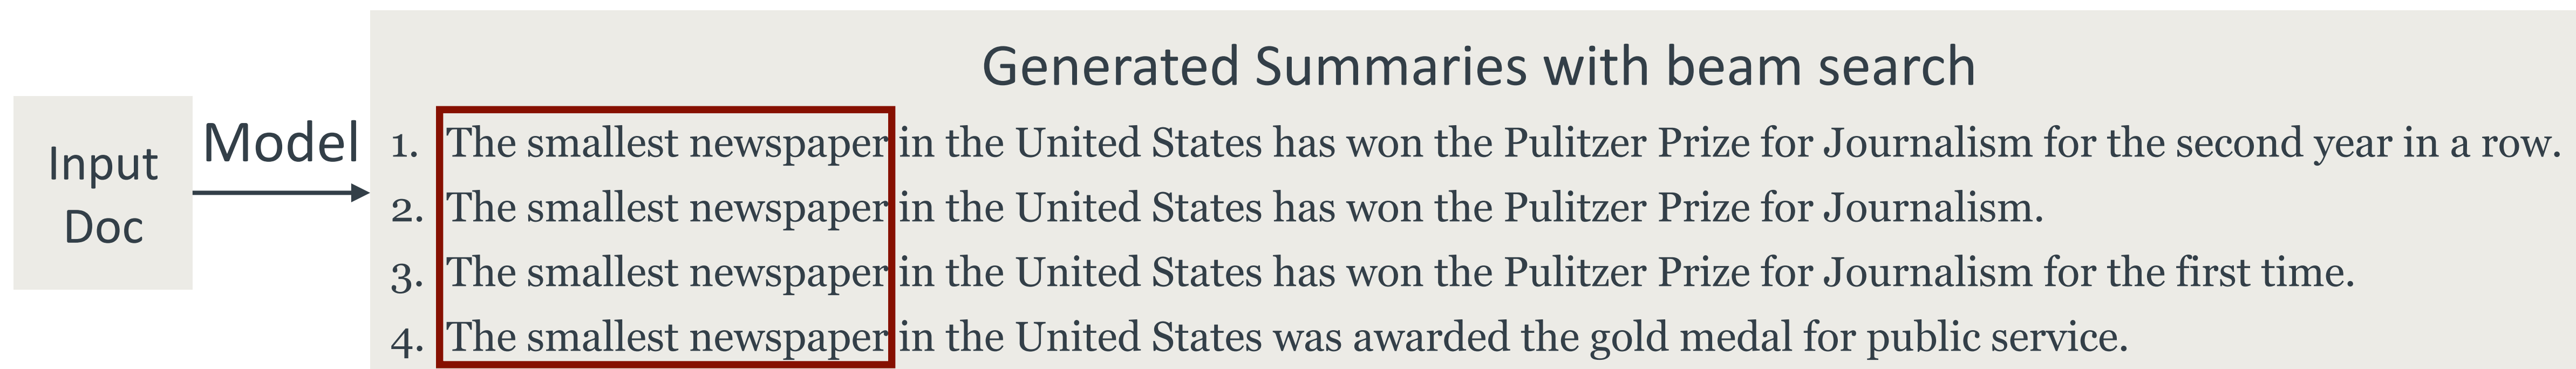 Input
Doc
Model
Generated Summaries with beam search
1. The smallest newspaper in the United States has won the Pulitzer Prize for Journalism for the second year in a row.
2. The smallest newspaper in the United States has won the Pulitzer Prize for Journalism.
3. The smallest newspaper in the United States has won the Pulitzer Prize for Journalism for the first time.
4. The smallest newspaper in the United States was awarded the gold medal for public service.